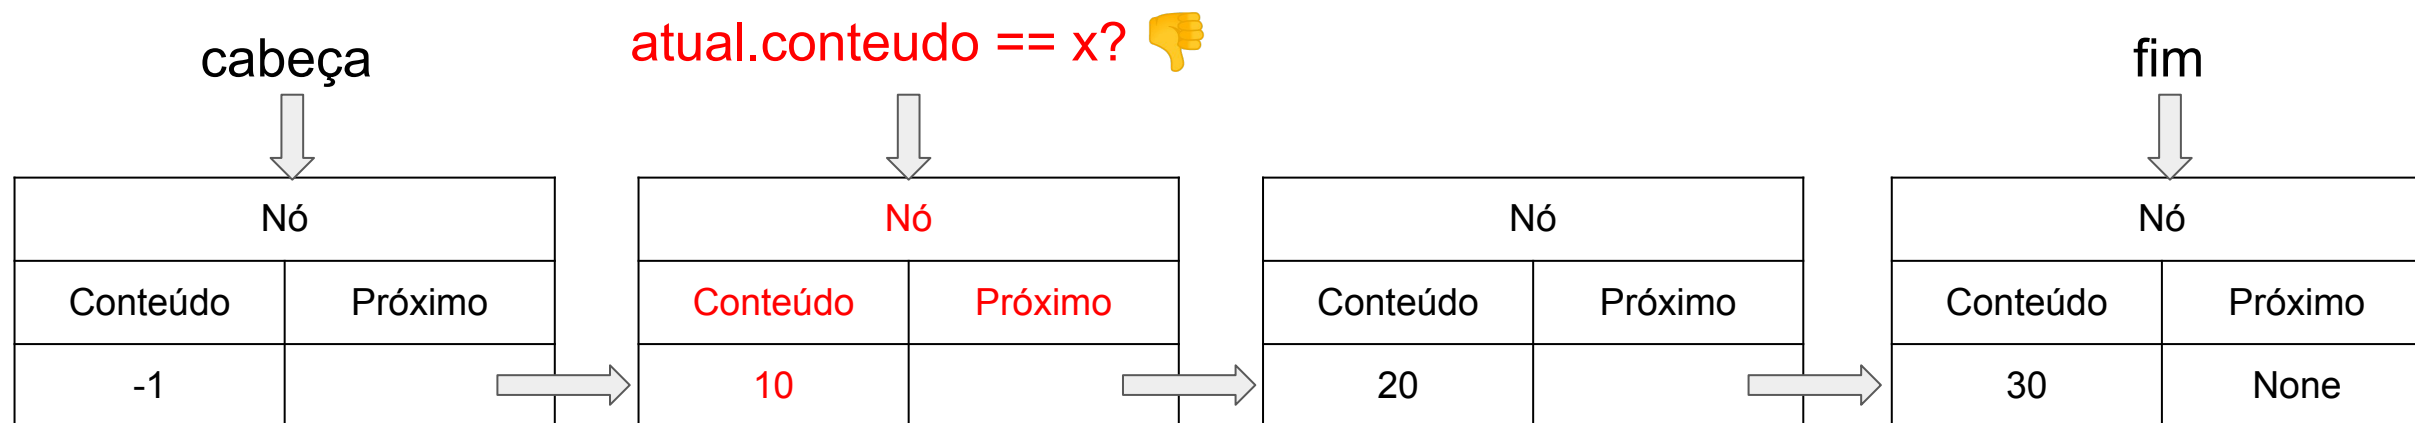 cabeça
atual.conteudo == x? 👎
fim
Nó
Nó
Nó
Nó
Conteúdo Próximo
Conteúdo Próximo
Conteúdo Próximo
Conteúdo Próximo
-1
10
20
30 None